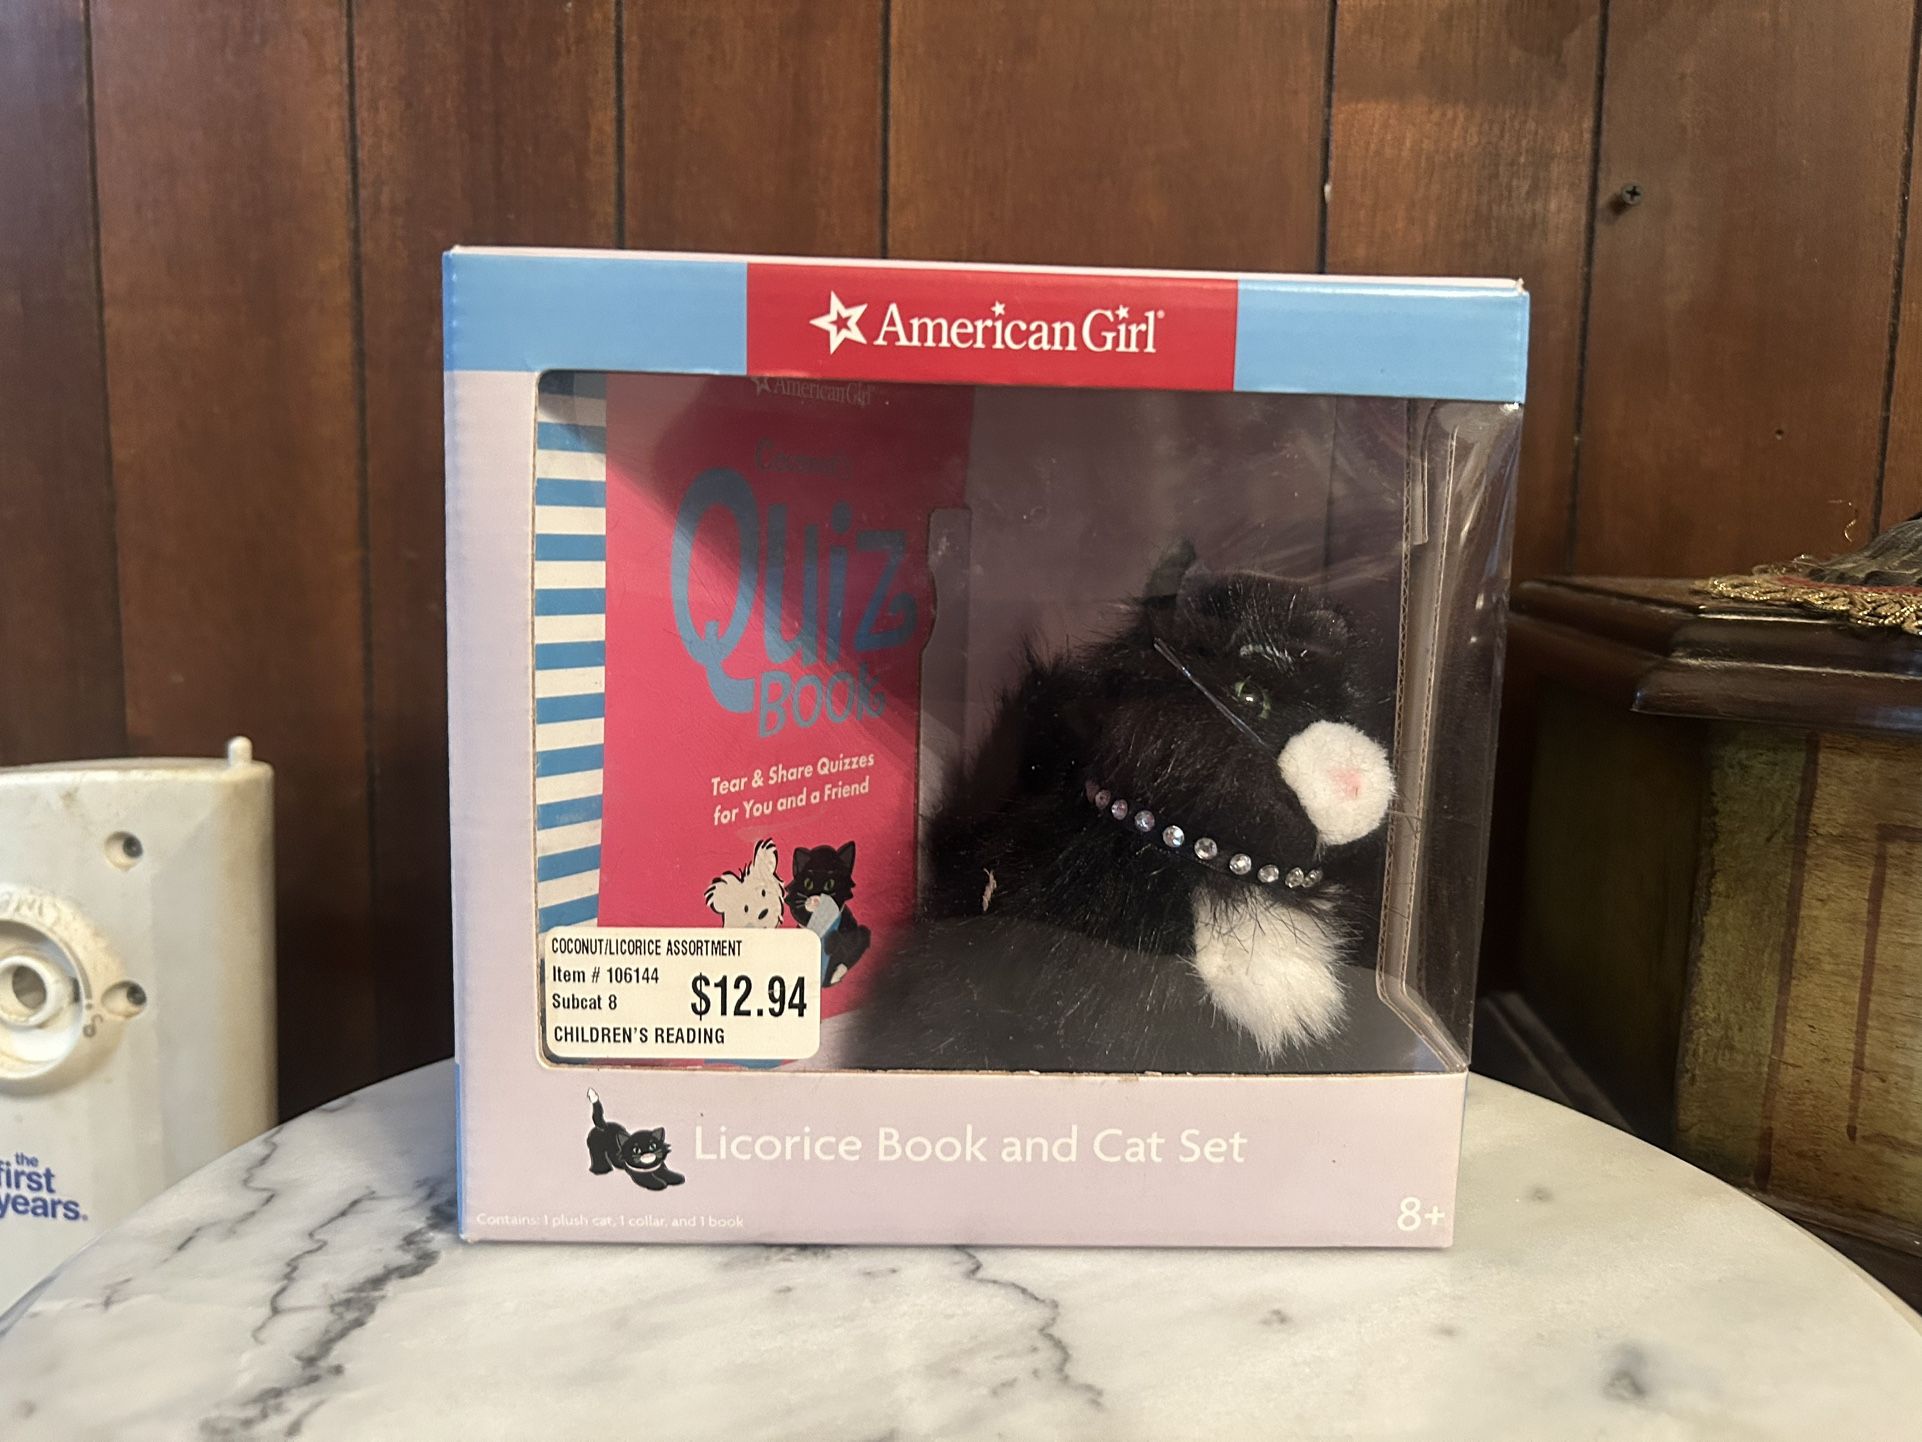 American Girl®
American Girl®
Coconut's
Quiz
Book
Tear & Share Quizzes
for You and a Friend
COCONUT/LICORICE ASSORTMENT
Item # 106144
Subcat 8
$12.94
CHILDREN'S READING
Licorice Book and Cat Set
Contains: 1 plush cat, 1 collar, and 1 book
8+
the
first
years.